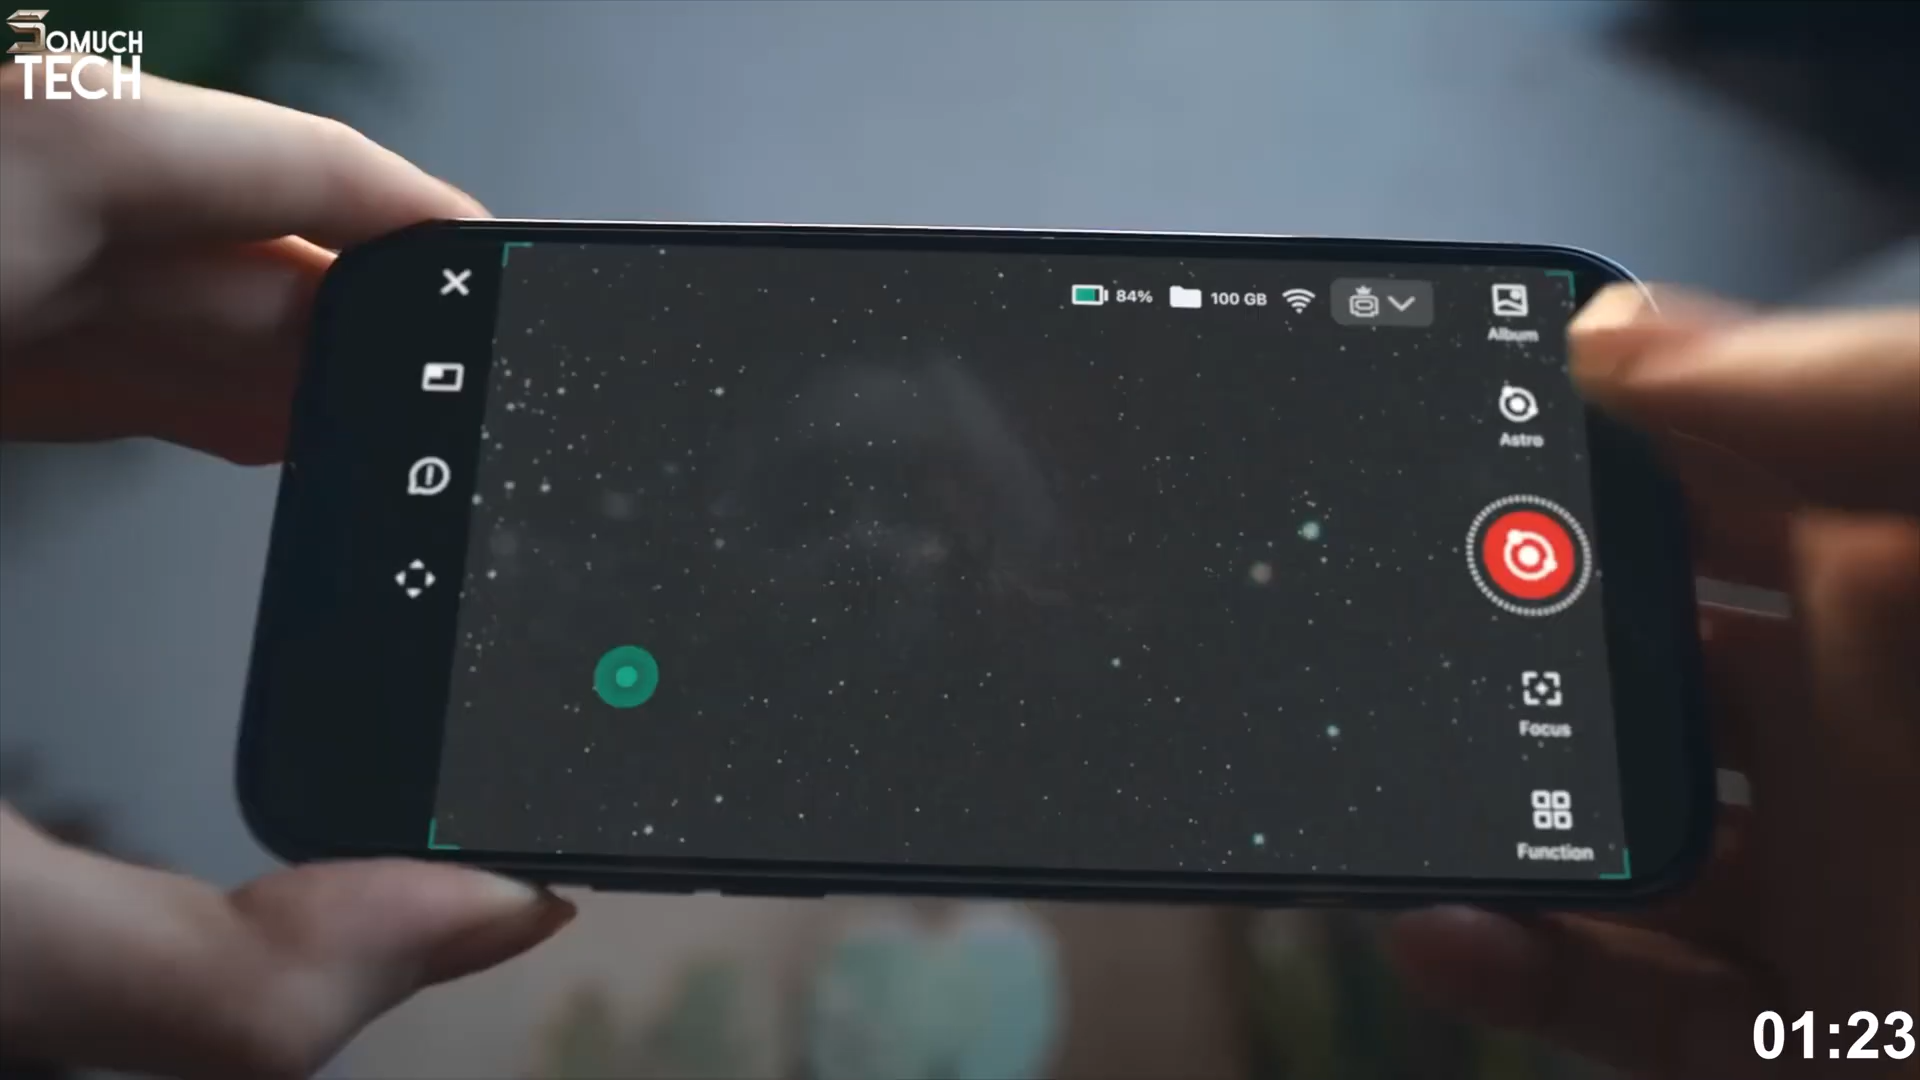 SOMUCH
TECH
84%
100 GB
Album
Astro
Focus
Function
01:23